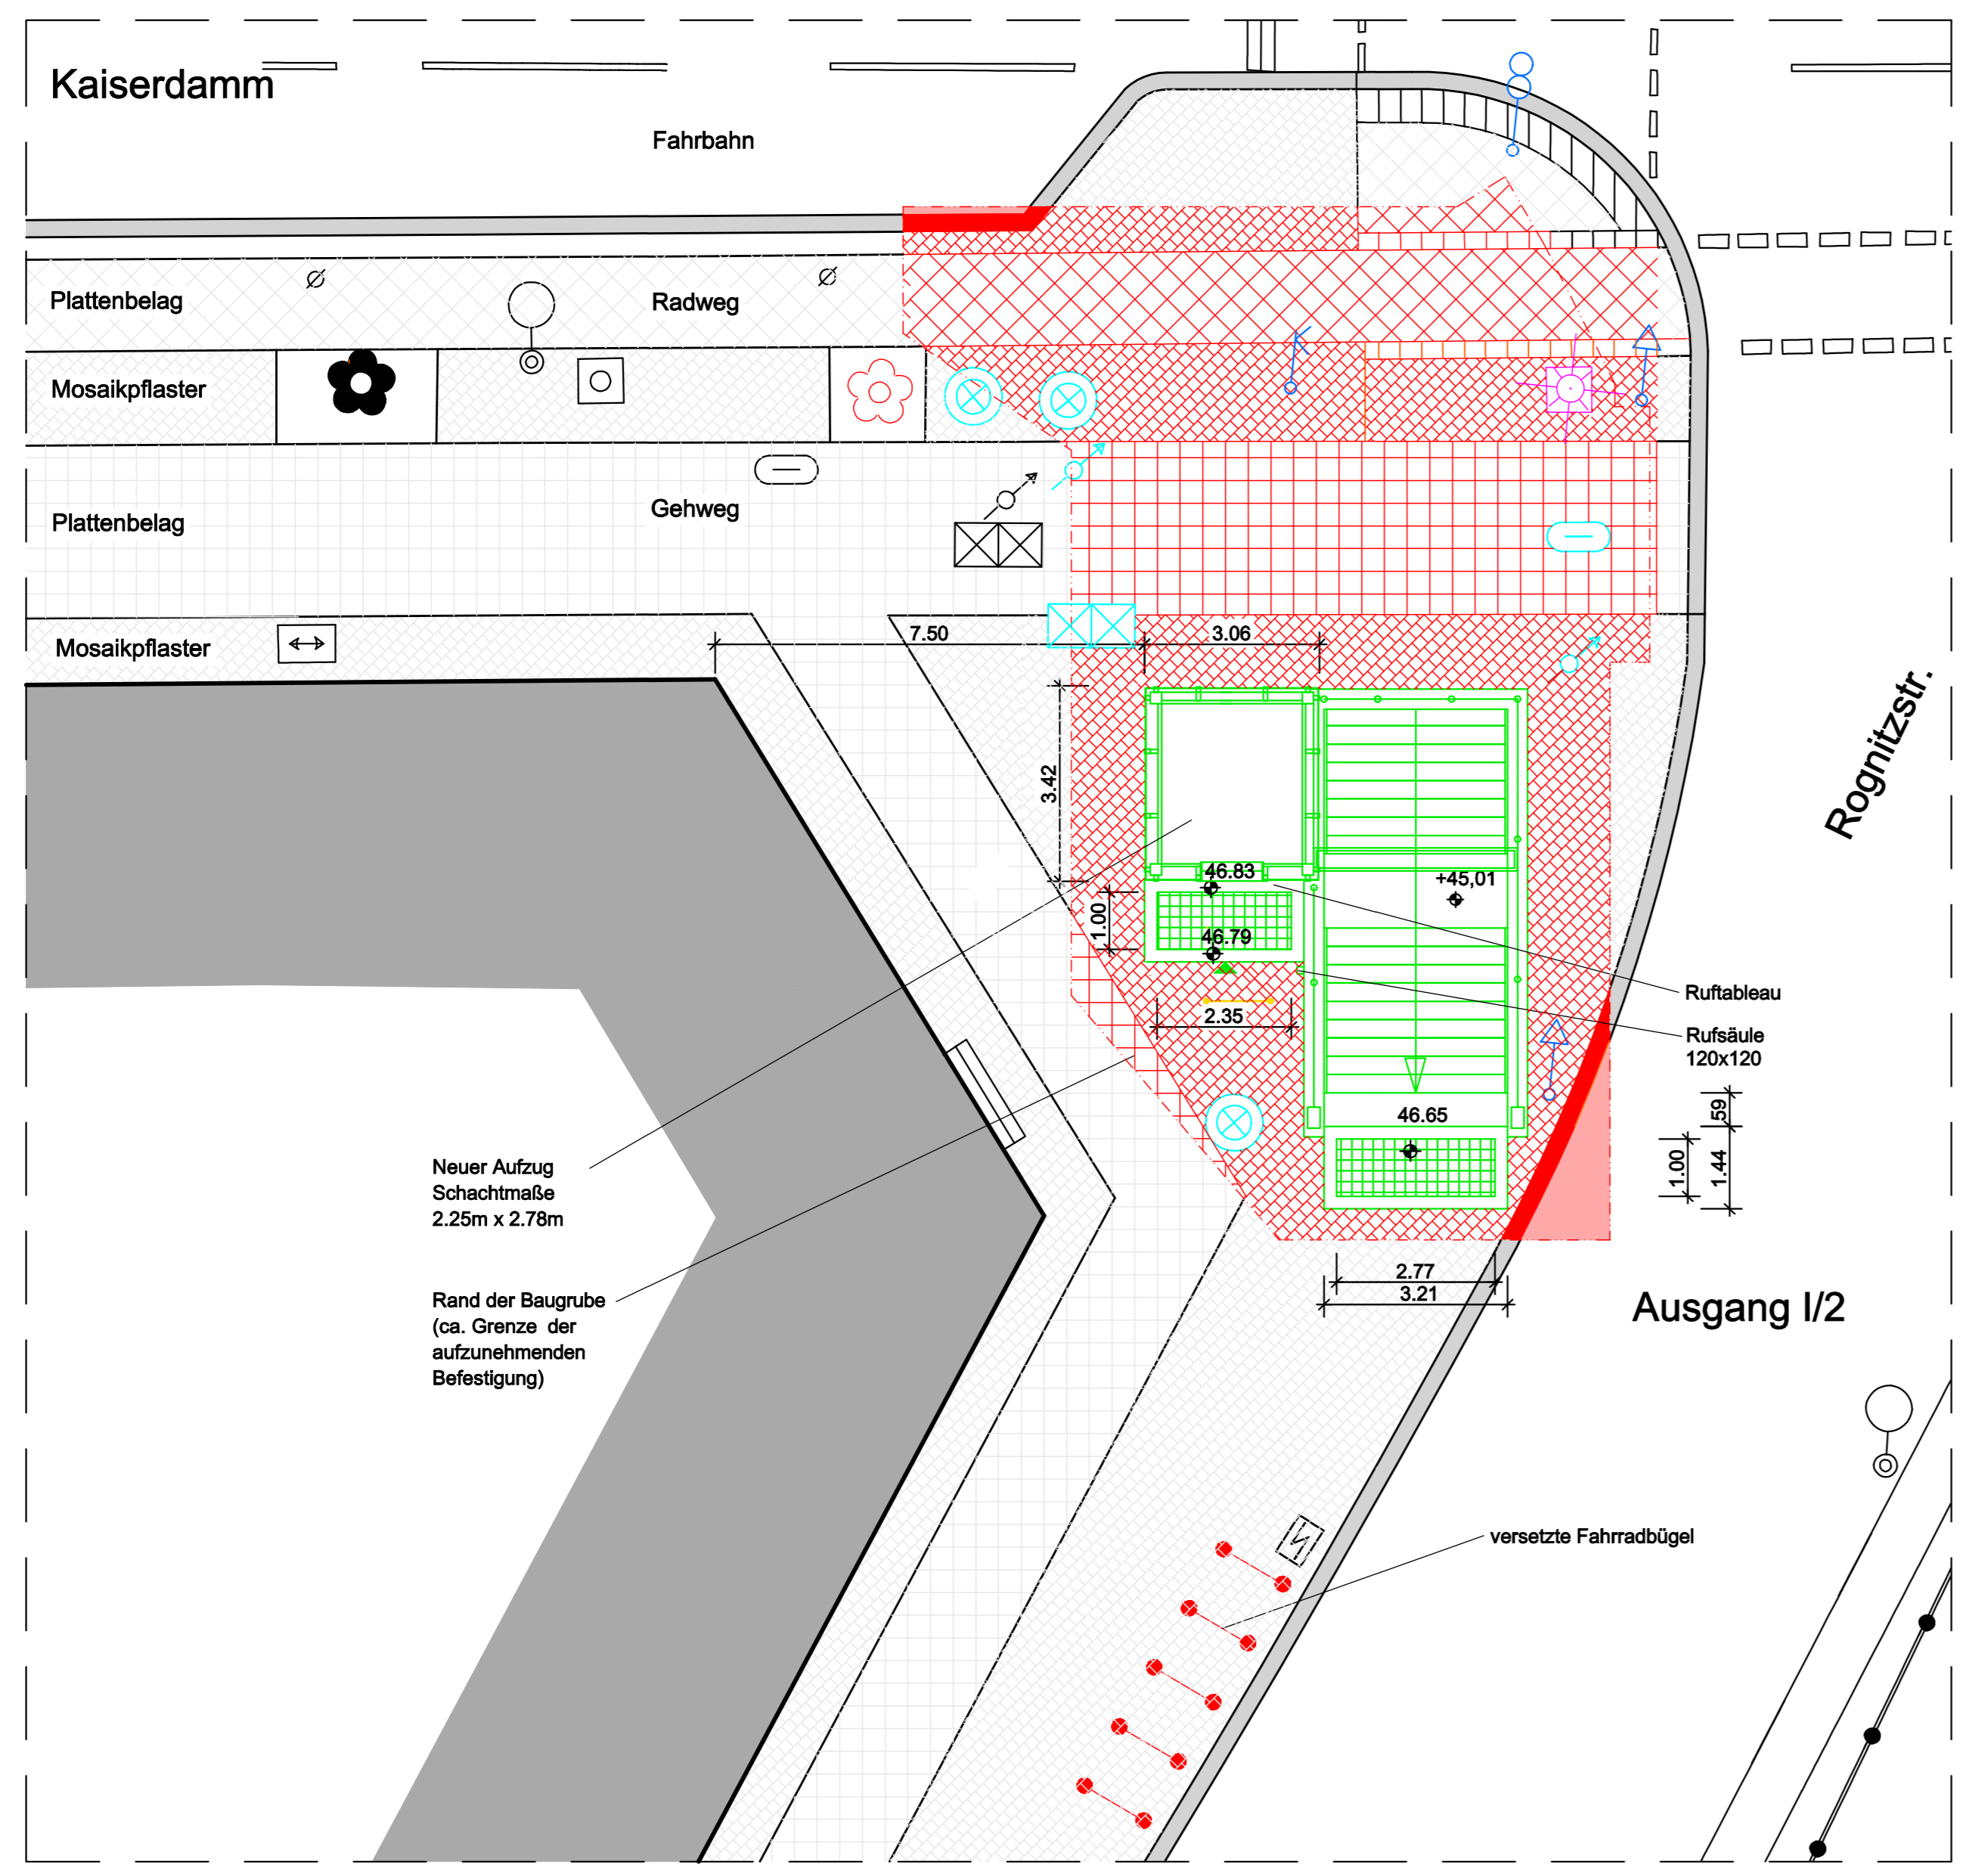 Kaiserdamm
Fahrbahn
Plattenbelag
Radweg
Mosaikpflaster
Plattenbelag
Gehweg
Mosaikpflaster
7.50
3.06
3.42
Rognitzstr.
46.83
+45,01
1.00
46.79
Ruftableau
2.35
Rufsäule
120x120
46.65
.59
1.00
1.44
Neuer Aufzug
Schachtmaße
2.25m x 2.78m
2.77
3.21
Rand der Baugrube
(ca. Grenze der
aufzunehmenden
Befestigung)
Ausgang I/2
versetzte Fahrradbügel